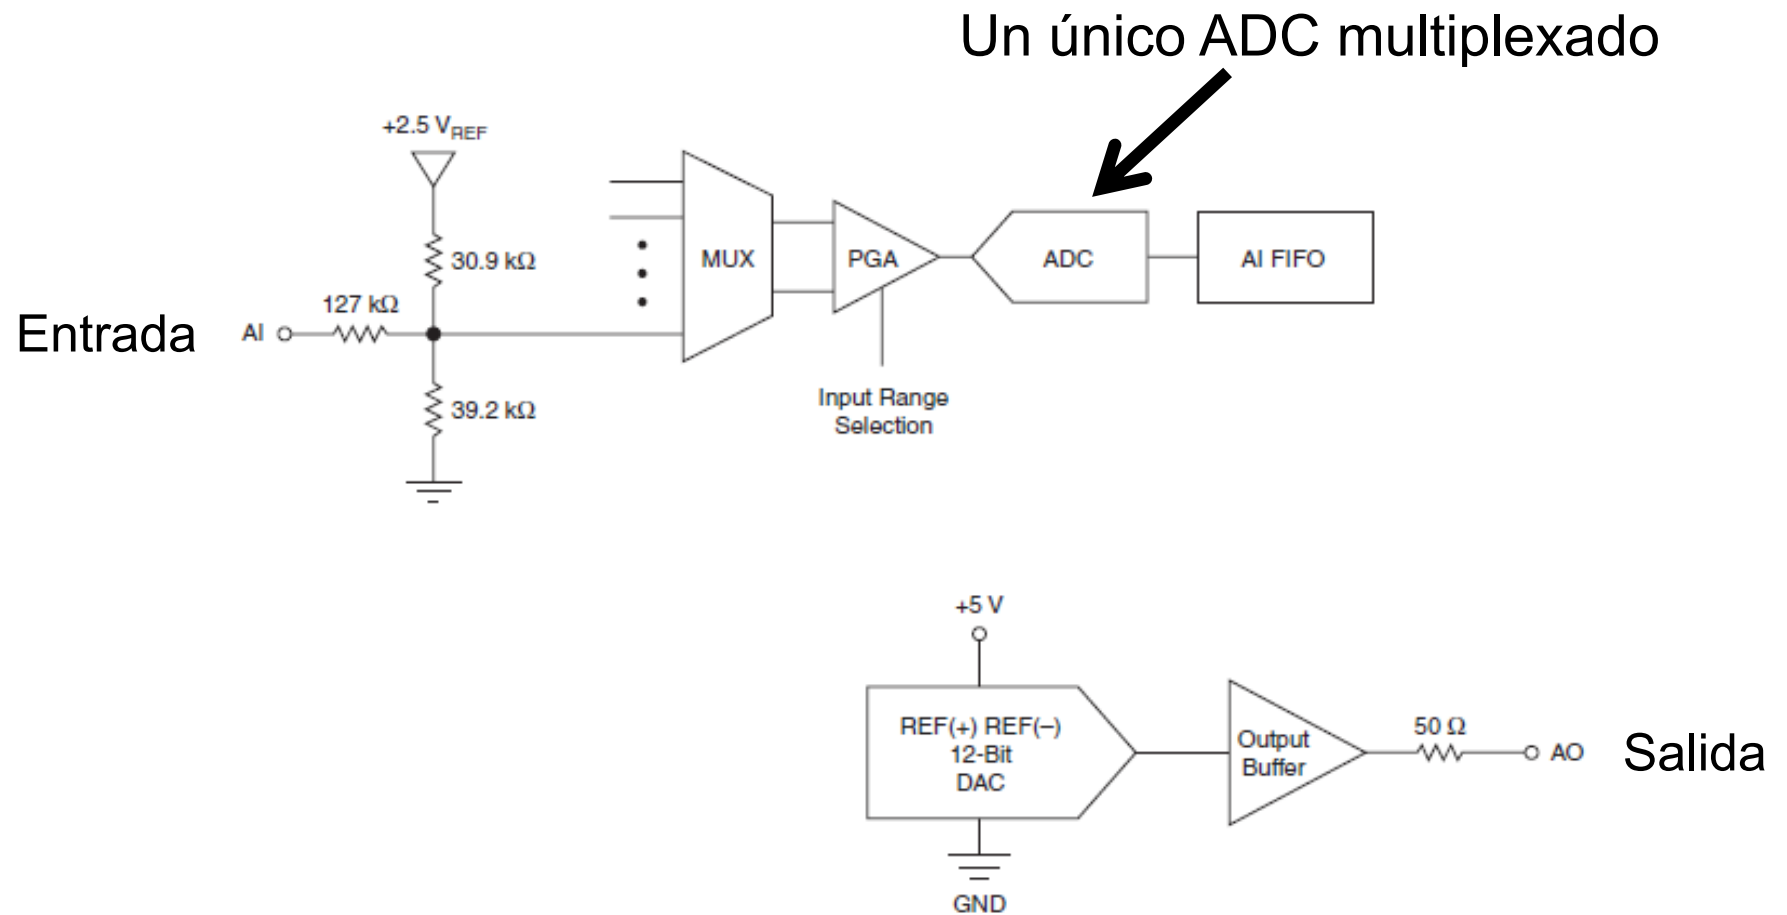 Un único ADC multiplexado
+2.5 VREF
30.9 kΩ
127 kΩ
Entrada
AI
39.2 kΩ
MUX
PGA
ADC
AI FIFO
Input Range
Selection
+5 V
REF(+) REF(–)
12-Bit
DAC
Output
Buffer
50 Ω
AO
Salida
GND